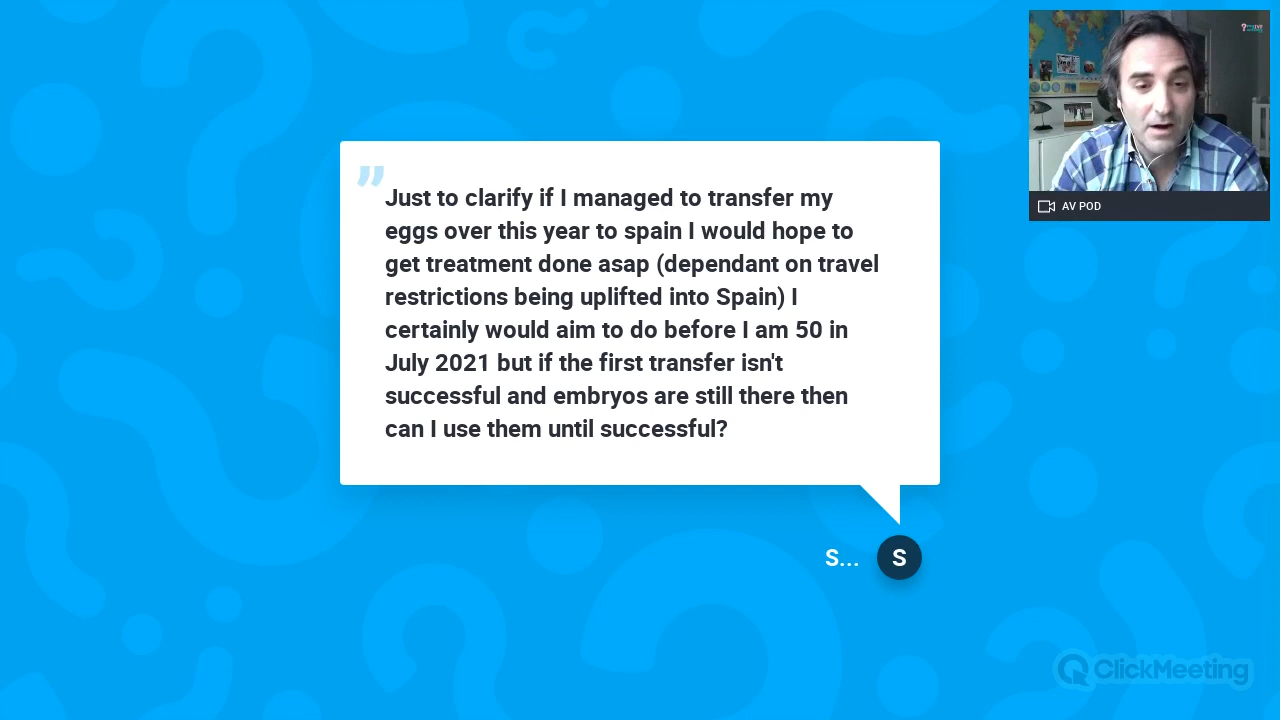 Just to clarify if I managed to transfer my
eggs over this year to spain I would hope to
get treatment done asap (dependant on travel
restrictions being uplifted into Spain) I
certainly would aim to do before I am 50 in
July 2021 but if the first transfer isn't
successful and embryos are still there then
can I use them until successful?
S...
S
AV POD
ClickMeeting